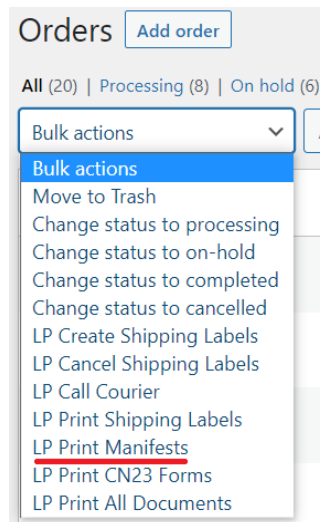 Orders Add order
All (20) | Processing (8) | On hold (6)
Bulk actions
Bulk actions
Move to Trash
Change status to processing
Change status to on-hold
Change status to completed
Change status to cancelled
LP Create Shipping Labels
LP Cancel Shipping Labels
LP Call Courier
LP Print Shipping Labels
LP Print Manifests
LP Print CN23 Forms
LP Print All Documents